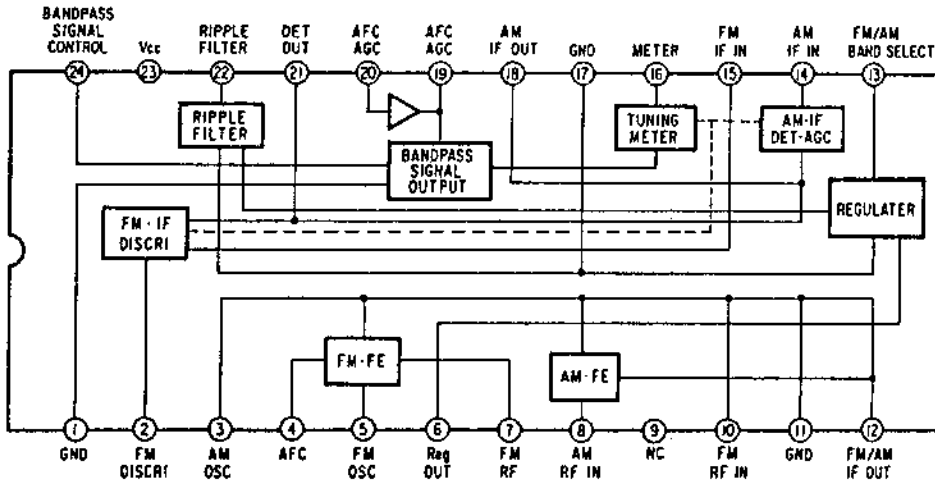 BANDPASS
SIGNAL
CONTROL
Vcc
RIPPLE
FILTER
DET
OUT
AFC
AGC
AFC
AGC
AM
IF OUT
GND
METER
FM
IF IN
AM
IF IN
FM/AM
BAND SELECT
24
23
22
21
20
19
18
17
16
15
14
13
RIPPLE
FILTER
TUNING
METER
AM-IF
DET-AGC
BANDPASS
SIGNAL
OUTPUT
REGULATER
FM-IF
DISCRI
FM-FE
AM-FE
1
2
3
4
5
6
7
8
9
10
11
12
GND
FM
DISCRI
AM
OSC
AFC
FM
OSC
Reg
OUT
FM
RF
AM
RF IN
NC
FM
RF IN
GND
FM/AM
IF OUT